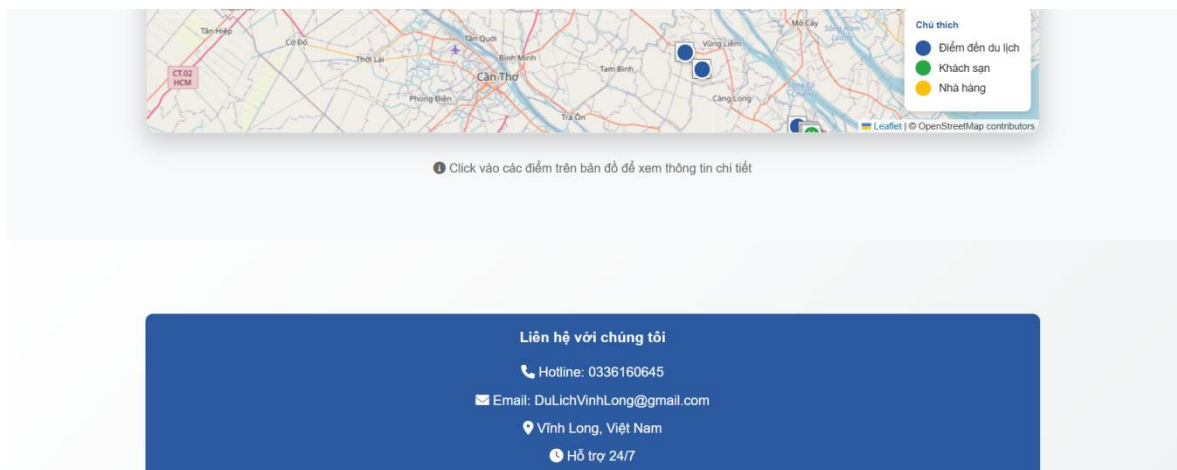 Mỏ Cày
Tân Hiệp
Cờ Đỏ
Thới Lai
Tân Quới
Bình Minh
Cần Thơ
Phong Điền
Trà Ôn
Tam Bình
Vũng Liêm
Càng Long
CT.02
HCM
Chú thích
Điểm đến du lịch
Khách sạn
Nhà hàng
Leaflet | © OpenStreetMap contributors
Click vào các điểm trên bản đồ để xem thông tin chi tiết
Liên hệ với chúng tôi
Hotline: 0336160645
Email: DuLichVinhLong@gmail.com
Vĩnh Long, Việt Nam
Hỗ trợ 24/7